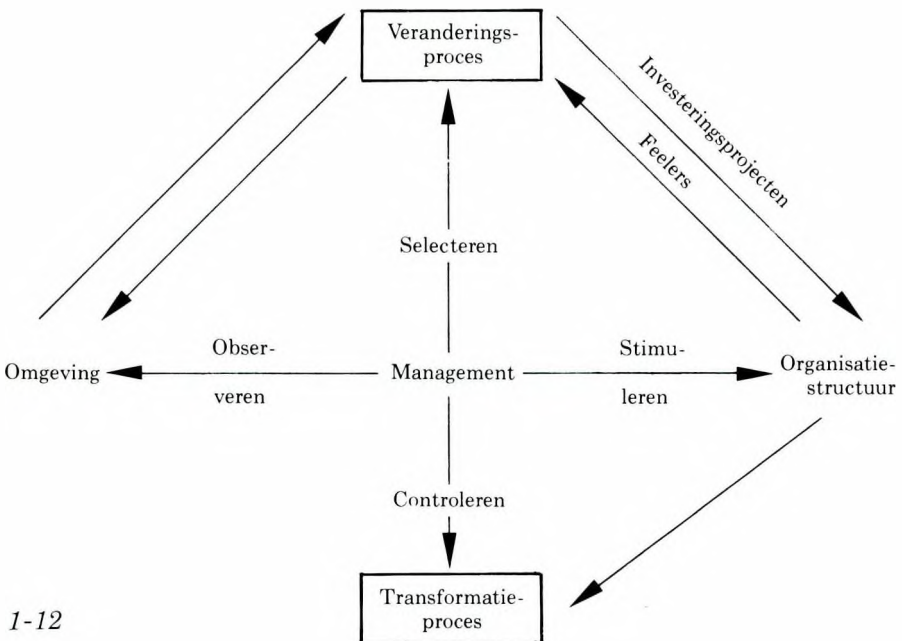 Veranderings-
proces
Investeringsprojecten
Feelers
Selecteren
Omgeving
Obser-
veren
Management
Stimu-
leren
Organisatie-
structuur
Controleren
Transformatie-
proces
1-12